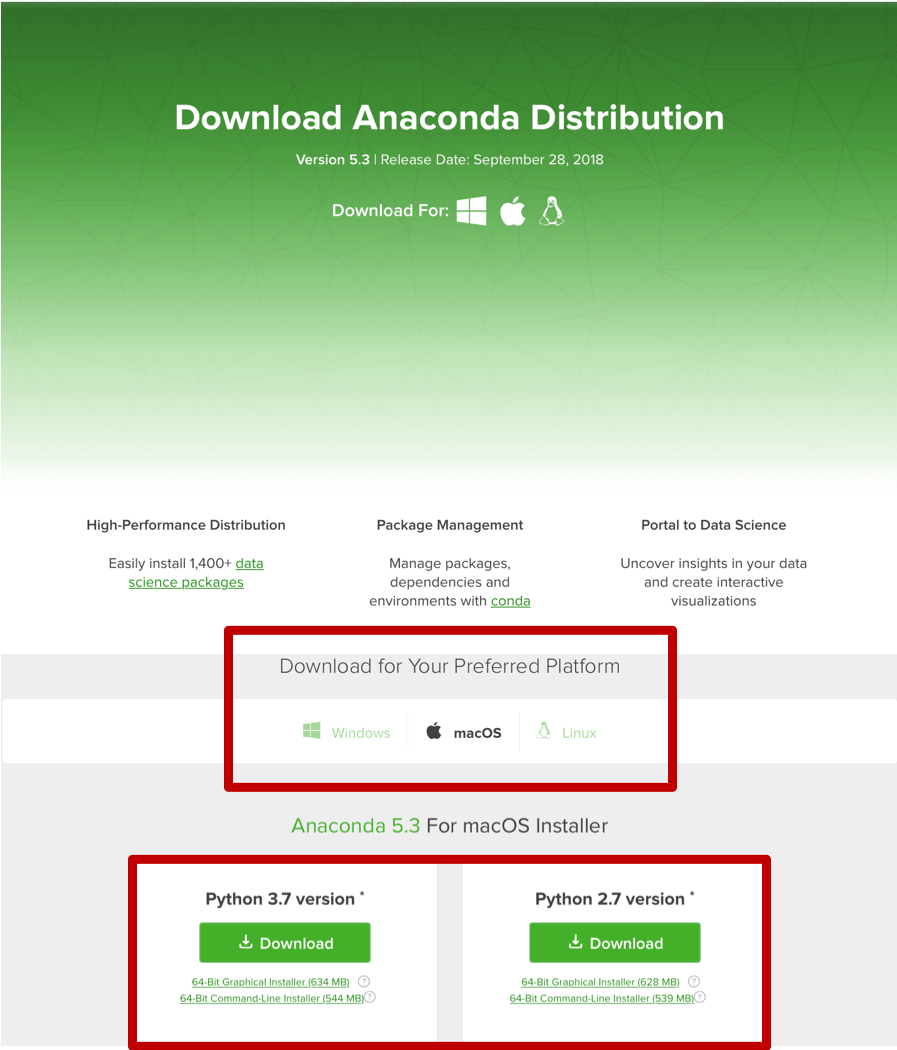 Download Anaconda Distribution
Version 5.3 | Release Date: September 28, 2018
Download For:
High-Performance Distribution
Easily install 1,400+ data
science packages
Package Management
Manage packages,
dependencies and
environments with conda
Portal to Data Science
Uncover insights in your data
and create interactive
visualizations
Download for Your Preferred Platform
Windows
macOS
Linux
Anaconda 5.3 For macOS Installer
Python 3.7 version *
Download
64-Bit Graphical Installer (634 MB) ?
64-Bit Command-Line Installer (544 MB) ?
Python 2.7 version *
Download
64-Bit Graphical Installer (628 MB) ?
64-Bit Command-Line Installer (539 MB) ?